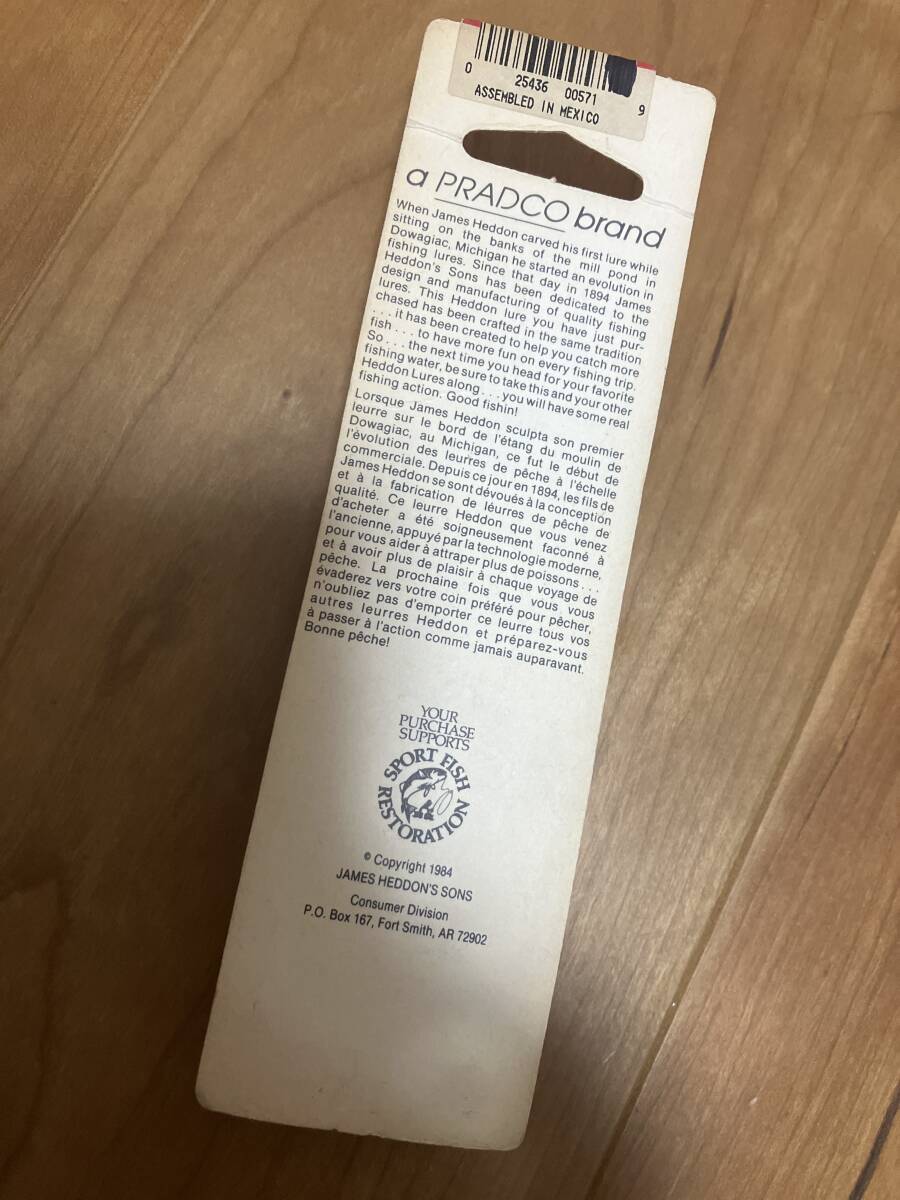 0 25436 00571 9
ASSEMBLED IN MEXICO
a PRADCO brand
When James Heddon carved his first lure while
sitting on the banks of the mill pond in
Dowagiac, Michigan he started an evolution in
fishing lures. Since that day in 1894 James
Heddon's Sons has been dedicated to the
design and manufacturing of quality fishing
lures. This Heddon lure you have just pur-
chased has been crafted in the same tradition
. . . it has been created to help you catch more
fish . . . to have more fun on every fishing trip.
So . . . the next time you head for your favorite
fishing water, be sure to take this and your other
Heddon Lures along . . . you will have some real
fishing action. Good fishin!
Lorsque James Heddon sculpta son premier
leurre sur le bord de l'étang du moulin de
Dowagiac, au Michigan, ce fut le début de
l'évolution des leurres de pêche à l'échelle
commerciale. Depuis ce jour en 1894, les fils de
James Heddon se sont dévoués à la conception
et à la fabrication de léurres de pêche de
qualité. Ce leurre Heddon que vous venez
d'acheter a été soigneusement faconné à
l'ancienne, appuyé par la technologie moderne,
pour vous aider à attraper plus de poissons . . .
et à avoir plus de plaisir à chaque voyage de
pêche. La prochaine fois que vous vous
évaderez vers votre coin préféré pour pêcher,
n'oubliez pas d'emporter ce leurre tous vos
autres leurres Heddon et préparez-vous
à passer à l'action comme jamais auparavant.
Bonne pêche!
YOUR
PURCHASE
SUPPORTS
SPORT FISH
RESTORATION
© Copyright 1984
JAMES HEDDON'S SONS
Consumer Division
P.O. Box 167, Fort Smith, AR 72902